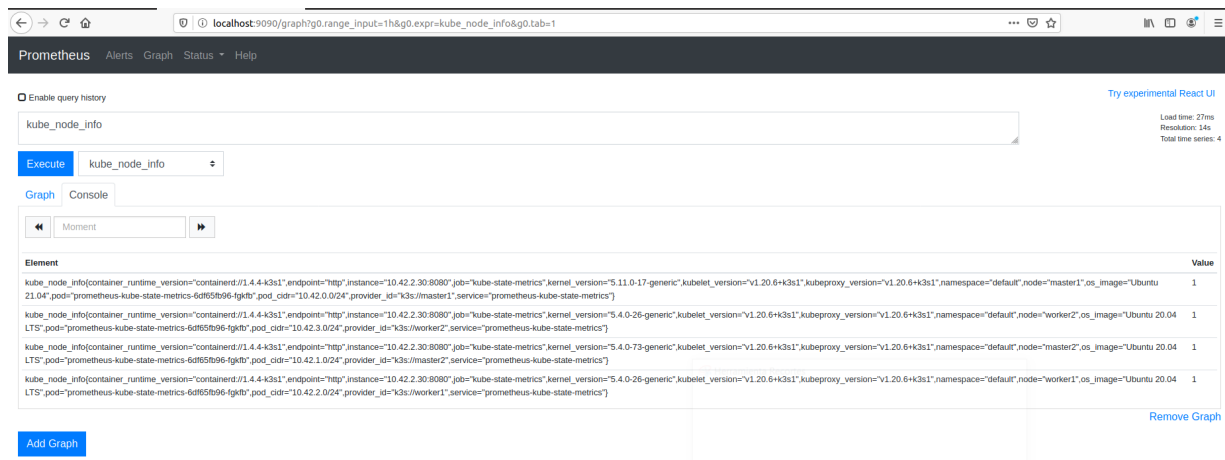 localhost:9090/graph?g0.range_input=1h&g0.expr=kube_node_info&g0.tab=1
Prometheus Alerts Graph Status Help
Enable query history
Try experimental React UI
kube_node_info
Load time: 27ms
Resolution: 14s
Total time series: 4
Execute kube_node_info
Graph Console
Moment
Element Value
kube_node_info{container_runtime_version="containerd://1.4.4-k3s1",endpoint="http",instance="10.42.2.30:8080",job="kube-state-metrics",kernel_version="5.11.0-17-generic",kubelet_version="v1.20.6+k3s1",kubeproxy_version="v1.20.6+k3s1",namespace="default",node="master1",os_image="Ubuntu 1
21.04",pod="prometheus-kube-state-metrics-6df65fb96-fgkfb",pod_cidr="10.42.0.0/24",provider_id="k3s://master1",service="prometheus-kube-state-metrics"}
kube_node_info{container_runtime_version="containerd://1.4.4-k3s1",endpoint="http",instance="10.42.2.30:8080",job="kube-state-metrics",kernel_version="5.4.0-26-generic",kubelet_version="v1.20.6+k3s1",kubeproxy_version="v1.20.6+k3s1",namespace="default",node="worker2",os_image="Ubuntu 20.04 1
LTS",pod="prometheus-kube-state-metrics-6df65fb96-fgkfb",pod_cidr="10.42.3.0/24",provider_id="k3s://worker2",service="prometheus-kube-state-metrics"}
kube_node_info{container_runtime_version="containerd://1.4.4-k3s1",endpoint="http",instance="10.42.2.30:8080",job="kube-state-metrics",kernel_version="5.4.0-73-generic",kubelet_version="v1.20.6+k3s1",kubeproxy_version="v1.20.6+k3s1",namespace="default",node="master2",os_image="Ubuntu 20.04 1
LTS",pod="prometheus-kube-state-metrics-6df65fb96-fgkfb",pod_cidr="10.42.1.0/24",provider_id="k3s://master2",service="prometheus-kube-state-metrics"}
kube_node_info{container_runtime_version="containerd://1.4.4-k3s1",endpoint="http",instance="10.42.2.30:8080",job="kube-state-metrics",kernel_version="5.4.0-26-generic",kubelet_version="v1.20.6+k3s1",kubeproxy_version="v1.20.6+k3s1",namespace="default",node="worker1",os_image="Ubuntu 20.04 1
LTS",pod="prometheus-kube-state-metrics-6df65fb96-fgkfb",pod_cidr="10.42.2.0/24",provider_id="k3s://worker1",service="prometheus-kube-state-metrics"}
Remove Graph
Add Graph